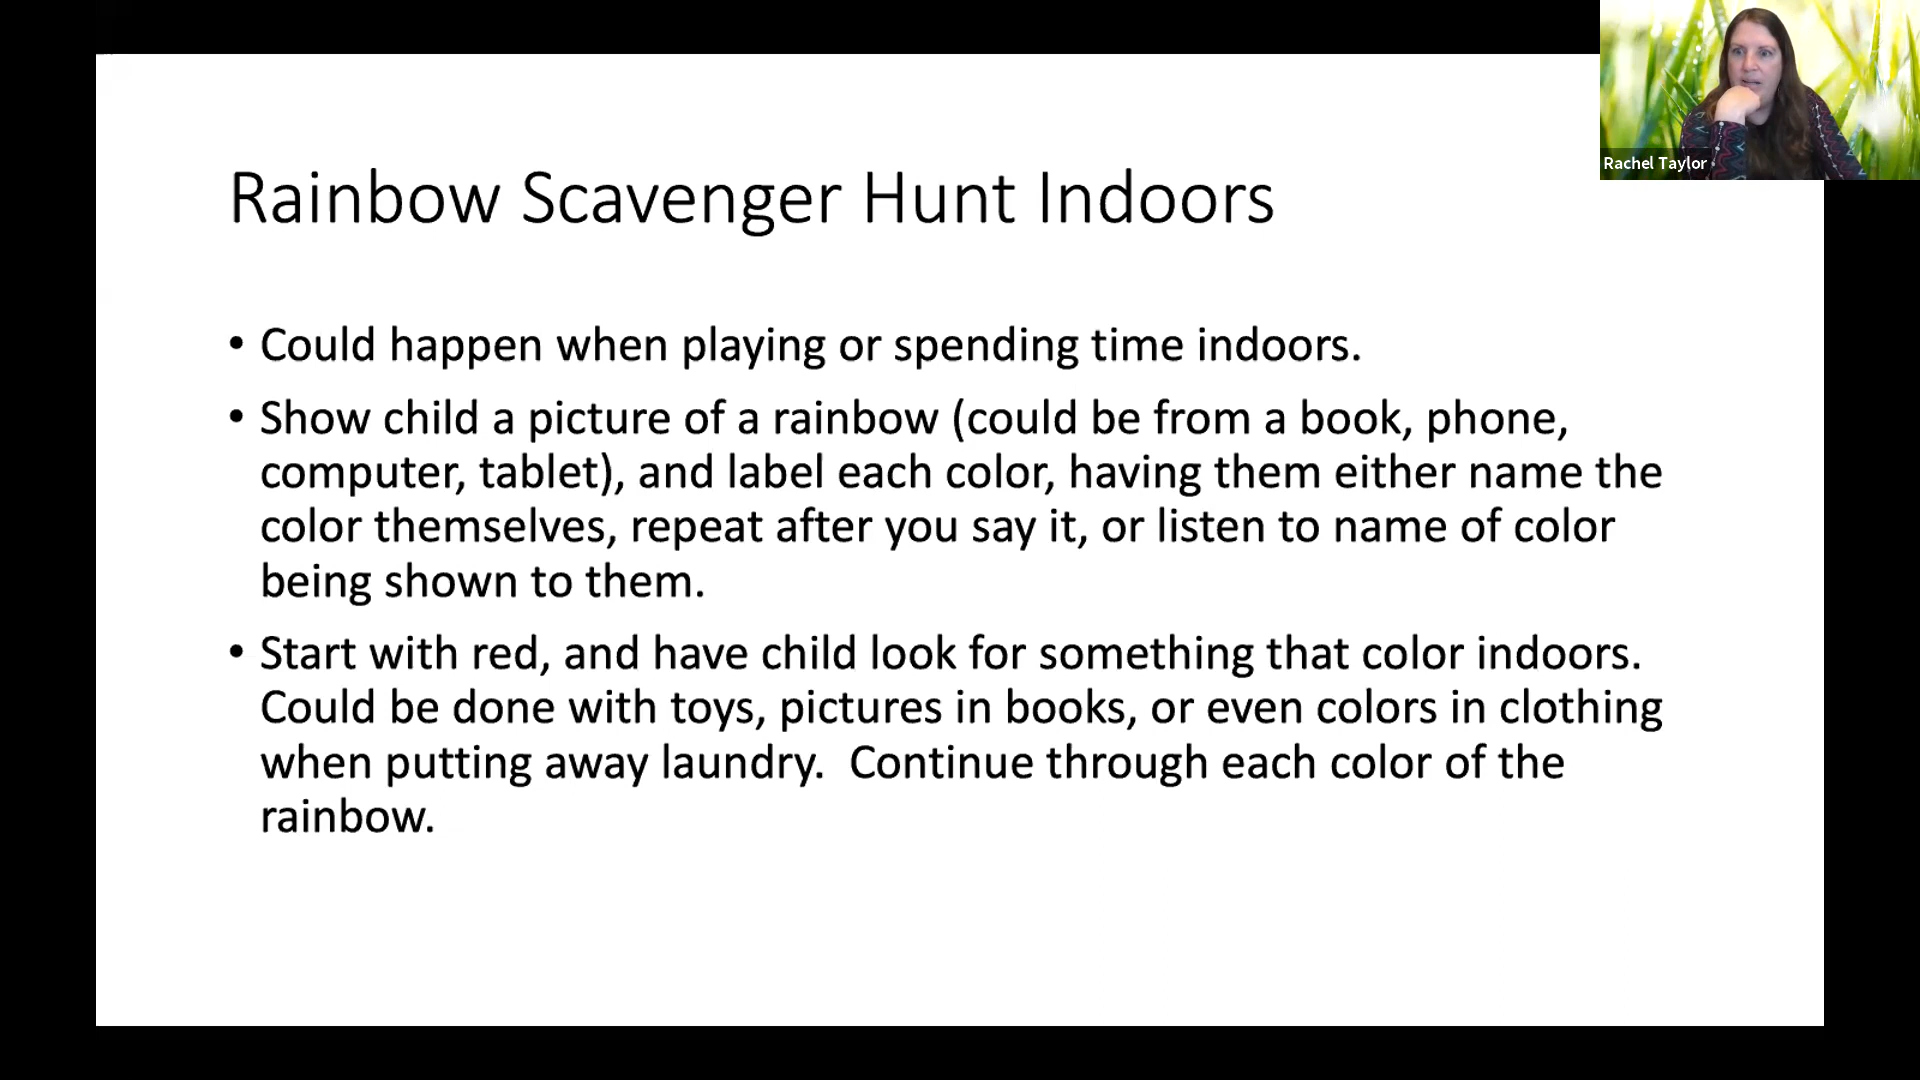 Rachel Taylor
Rainbow Scavenger Hunt Indoors
• Could happen when playing or spending time indoors.
• Show child a picture of a rainbow (could be from a book, phone,
computer, tablet), and label each color, having them either name the
color themselves, repeat after you say it, or listen to name of color
being shown to them.
• Start with red, and have child look for something that color indoors.
Could be done with toys, pictures in books, or even colors in clothing
when putting away laundry.  Continue through each color of the
rainbow.